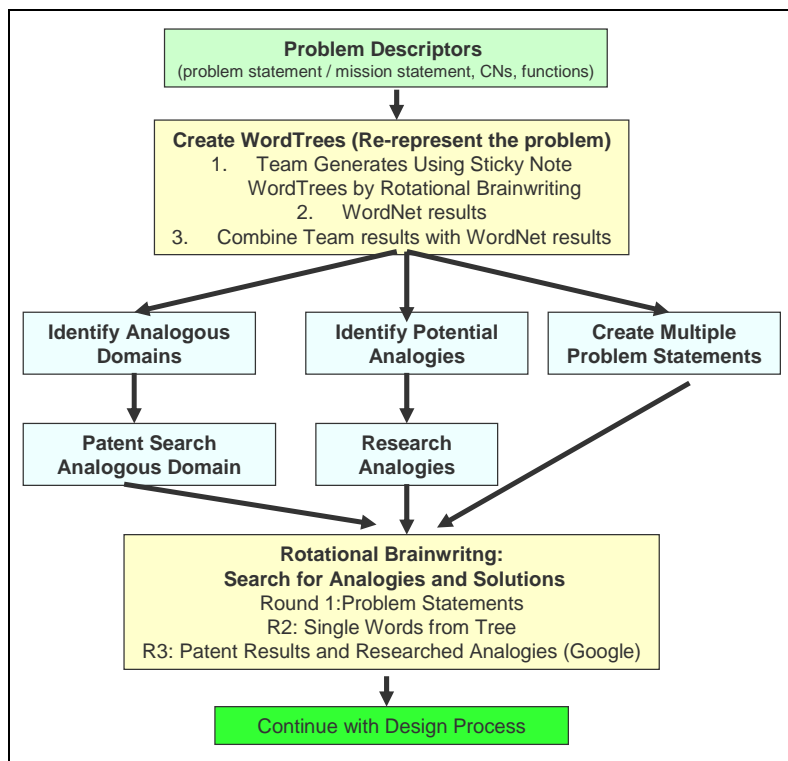 Problem Descriptors
(problem statement / mission statement, CNs, functions)
Create WordTrees (Re-represent the problem)
1. Team Generates Using Sticky Note
WordTrees by Rotational Brainwriting
2. WordNet results
3. Combine Team results with WordNet results
Identify Analogous
Domains
Identify Potential
Analogies
Create Multiple
Problem Statements
Patent Search
Analogous Domain
Research
Analogies
Rotational Brainwritng:
Search for Analogies and Solutions
Round 1:Problem Statements
R2: Single Words from Tree
R3: Patent Results and Researched Analogies (Google)
Continue with Design Process